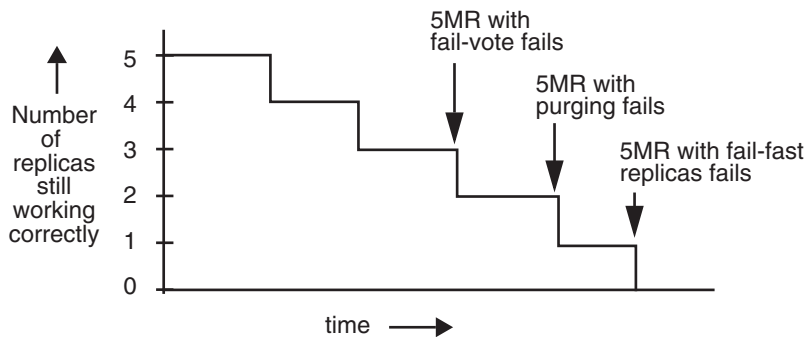 5MR with
fail-vote fails
5MR with
purging fails
5MR with fail-fast
replicas fails
Number
of
replicas
still
working
correctly
5
4
3
2
1
0
time